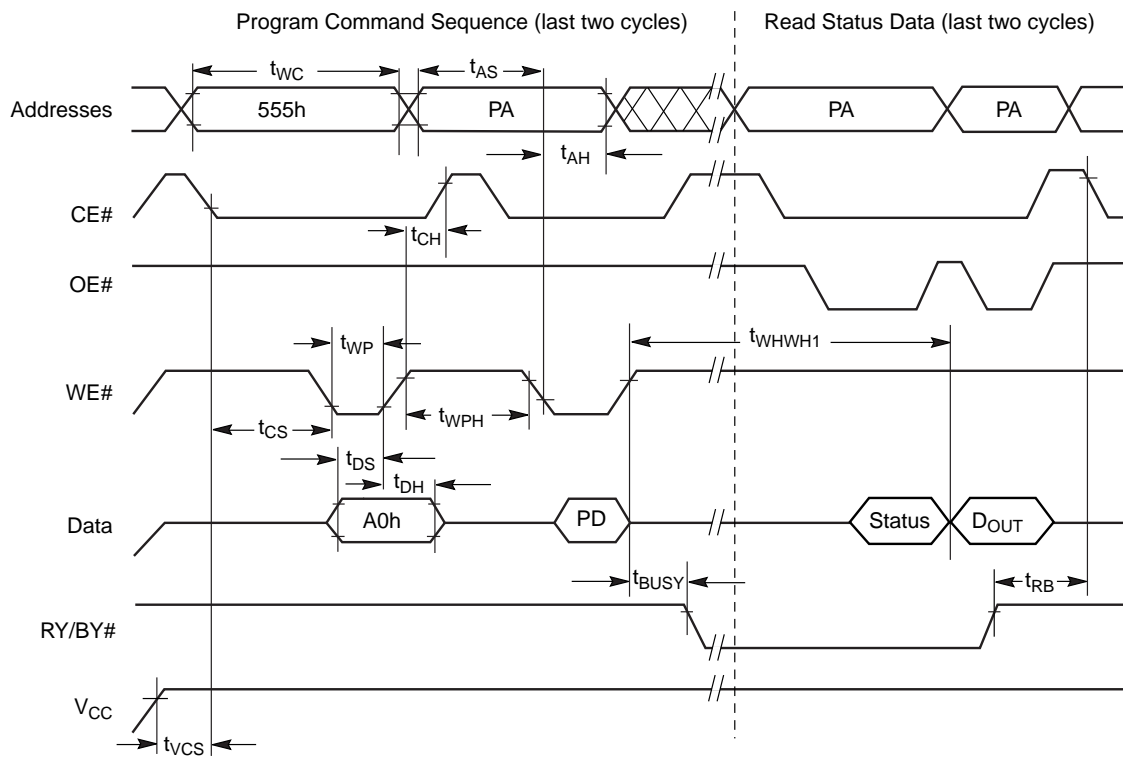 Program Command Sequence (last two cycles)
Read Status Data (last two cycles)
tWC
tAS
Addresses
555h
PA
PA
PA
tAH
CE#
tCH
OE#
tWP
tWHWH1
WE#
tCS
tWPH
tDS
tDH
Data
A0h
PD
Status
DOUT
tBUSY
tRB
RY/BY#
VCC
tVCS